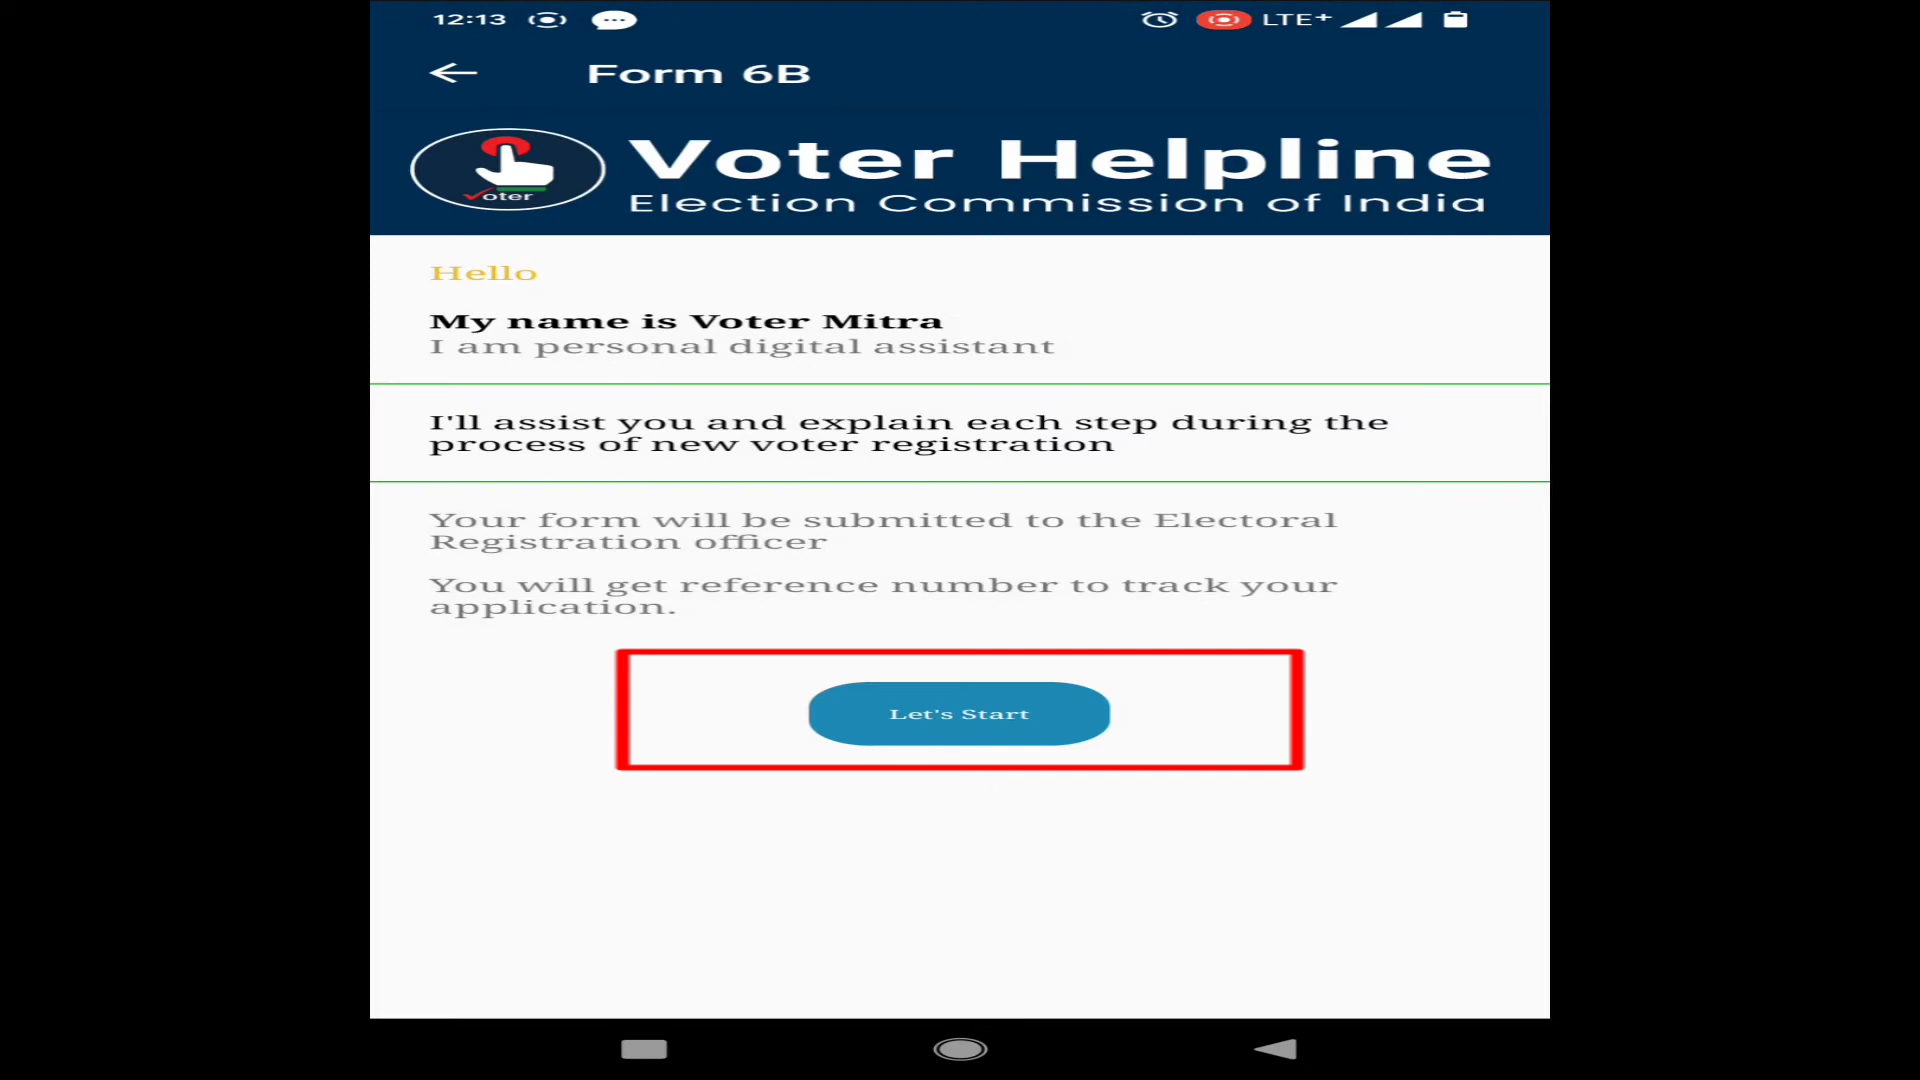 12:13
LTE+
Form 6B
Voter Helpline
Election Commission of India
Voter
Hello
My name is Voter Mitra
I am personal digital assistant
I'll assist you and explain each step during the
process of new voter registration
Your form will be submitted to the Electoral
Registration officer
You will get reference number to track your
application.
Let's Start